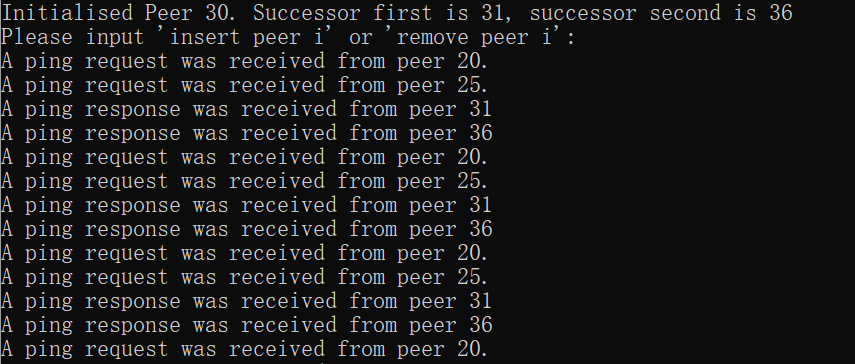 Initialised Peer 30. Successor first is 31, successor second is 36
Please input 'insert peer i' or 'remove peer i':
A ping request was received from peer 20.
A ping request was received from peer 25.
A ping response was received from peer 31
A ping response was received from peer 36
A ping request was received from peer 20.
A ping request was received from peer 25.
A ping response was received from peer 31
A ping response was received from peer 36
A ping request was received from peer 20.
A ping request was received from peer 25.
A ping response was received from peer 31
A ping response was received from peer 36
A ping request was received from peer 20.